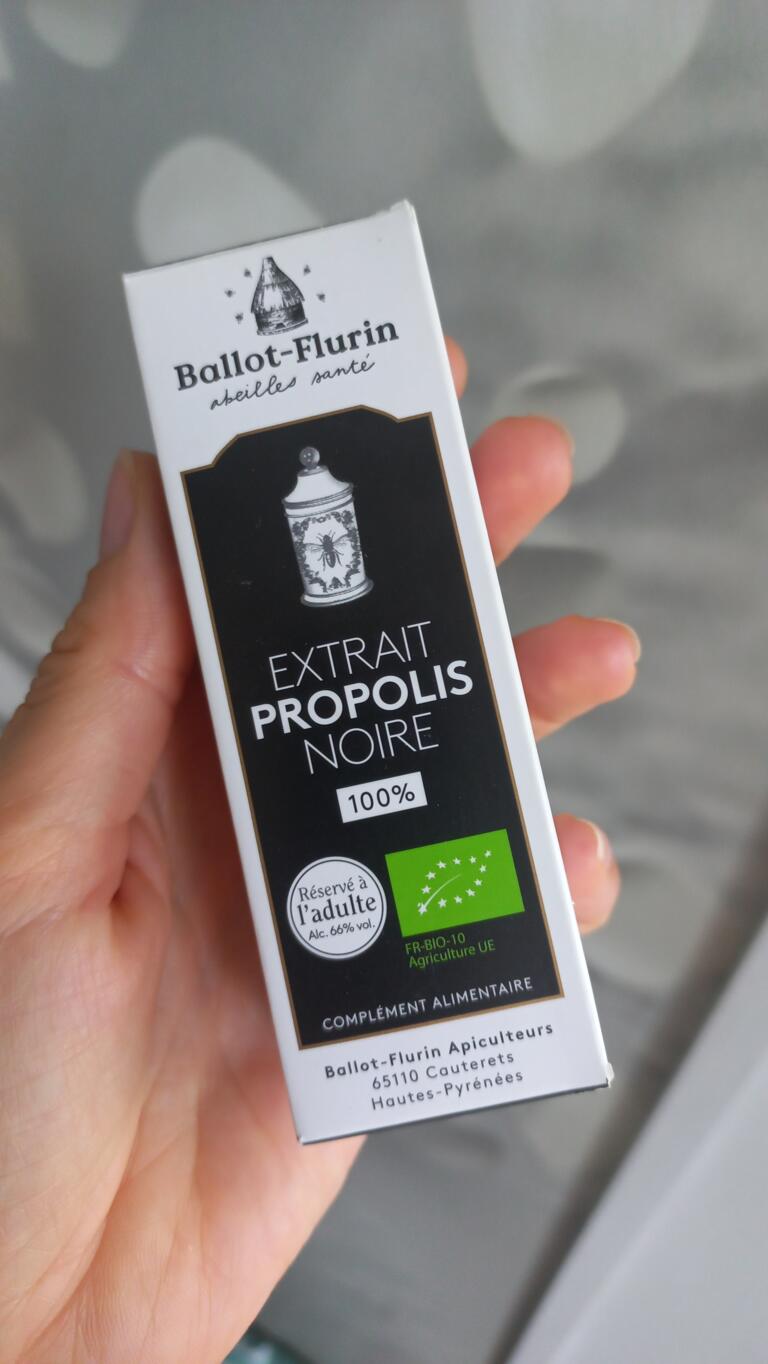 Ballot-Flurin
abeilles santé
EXTRAIT
PROPOLIS
NOIRE
100%
Réservé à
l'adulte
Alc. 66% vol.
FR-BIO-10
Agriculture UE
COMPLÉMENT ALIMENTAIRE
Ballot-Flurin Apiculteurs
65110 Cauterets
Hautes-Pyrénées